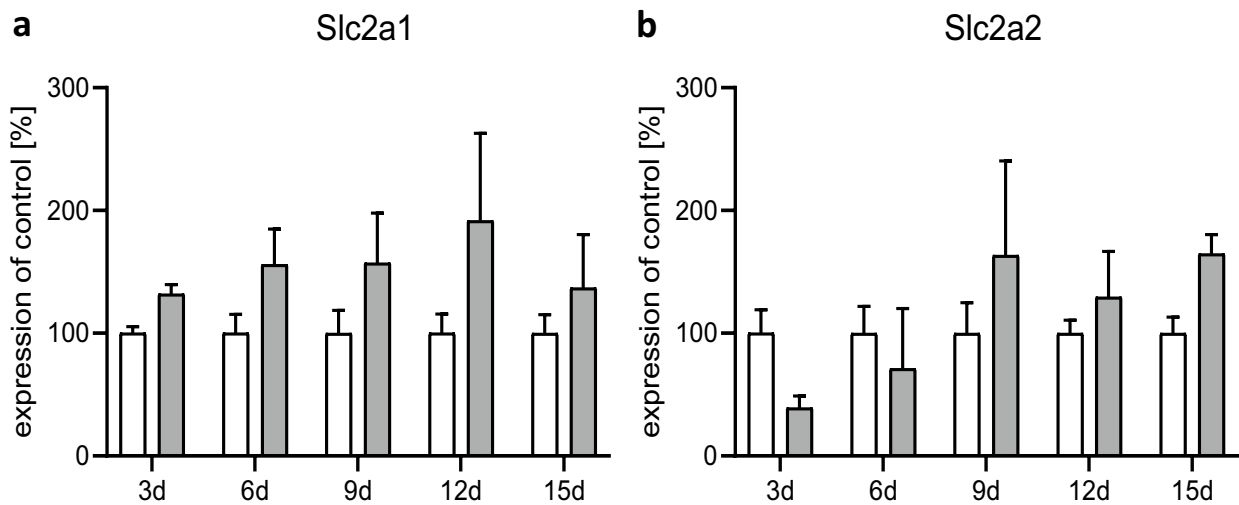 a
Slc2a1
expression of control [%]
300
200
100
0
3d 6d 9d 12d 15d
b
Slc2a2
expression of control [%]
300
200
100
0
3d 6d 9d 12d 15d